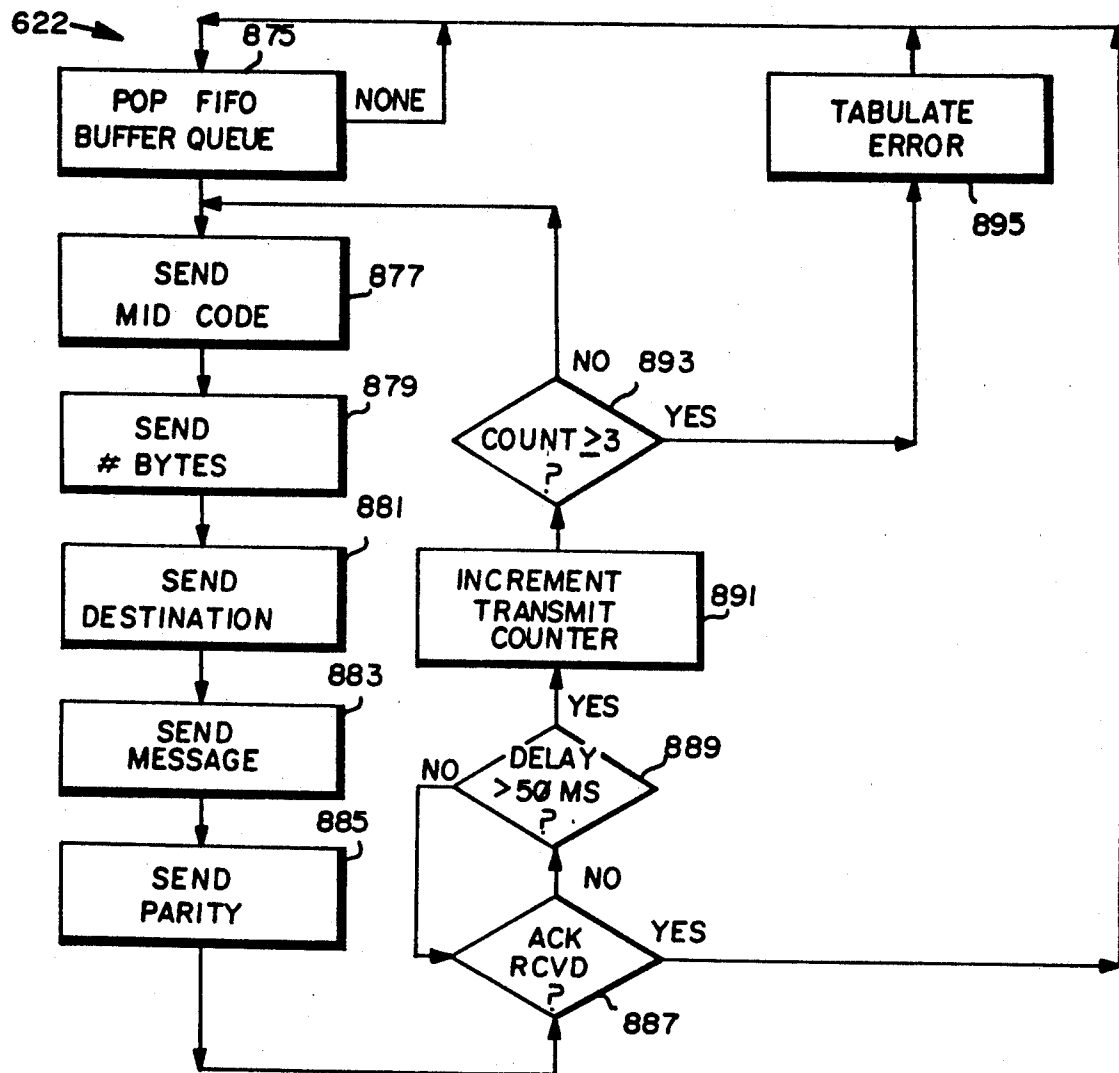 622
875
POP FIFO
BUFFER QUEUE
NONE
TABULATE
ERROR
895
SEND
MID CODE
877
NO
893
COUNT ≥3
?
YES
SEND
# BYTES
879
SEND
DESTINATION
881
INCREMENT
TRANSMIT
COUNTER
891
YES
SEND
MESSAGE
883
NO
DELAY
>50 MS
?
889
SEND
PARITY
885
NO
ACK
RCVD
?
YES
887